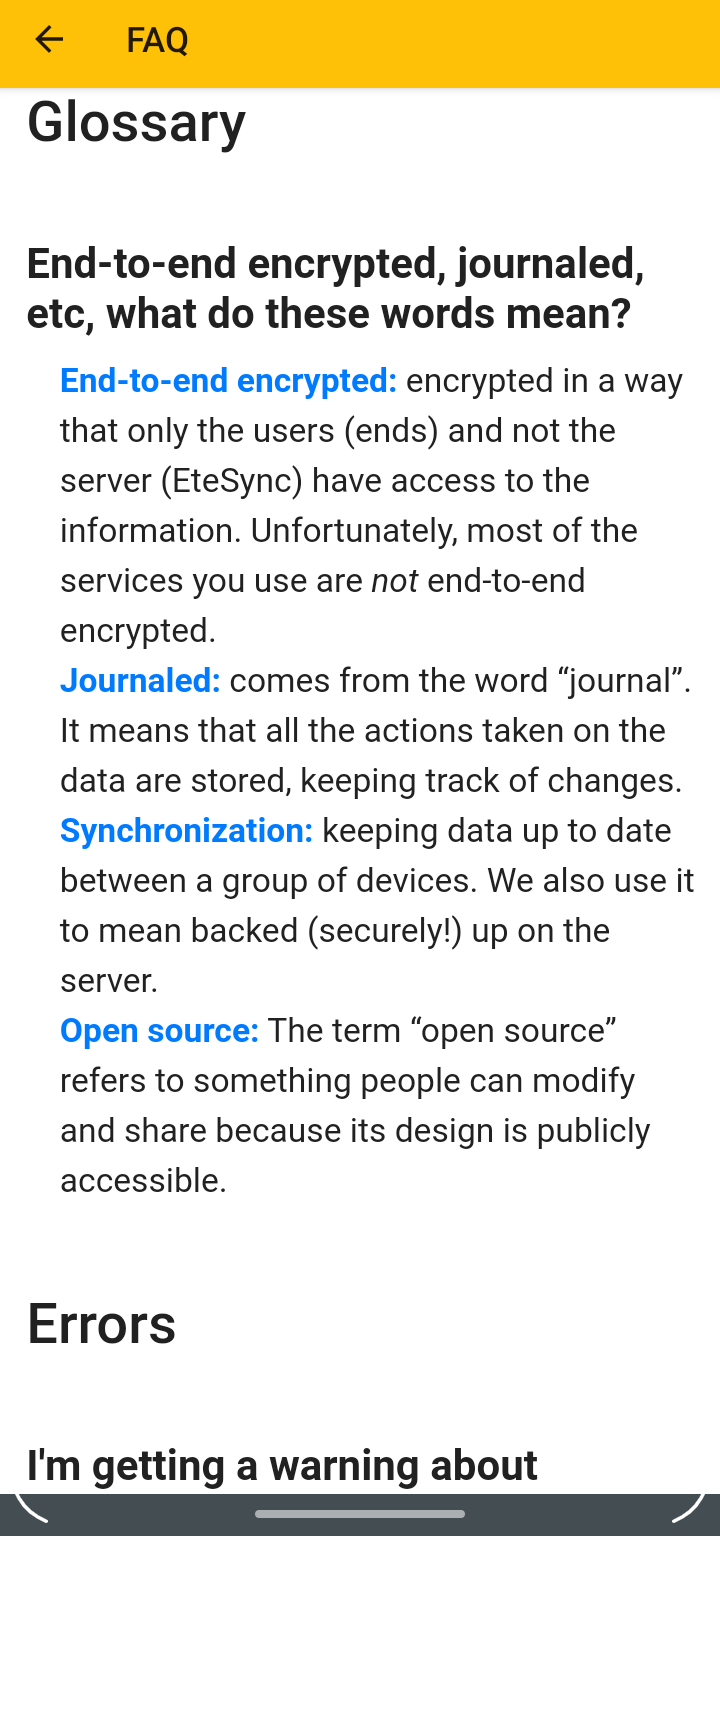 FAQ
Glossary
End-to-end encrypted, journaled,
etc, what do these words mean?
End-to-end encrypted: encrypted in a way
that only the users (ends) and not the
server (EteSync) have access to the
information. Unfortunately, most of the
services you use are not end-to-end
encrypted.
Journaled: comes from the word “journal”.
It means that all the actions taken on the
data are stored, keeping track of changes.
Synchronization: keeping data up to date
between a group of devices. We also use it
to mean backed (securely!) up on the
server.
Open source: The term “open source”
refers to something people can modify
and share because its design is publicly
accessible.
Errors
I'm getting a warning about